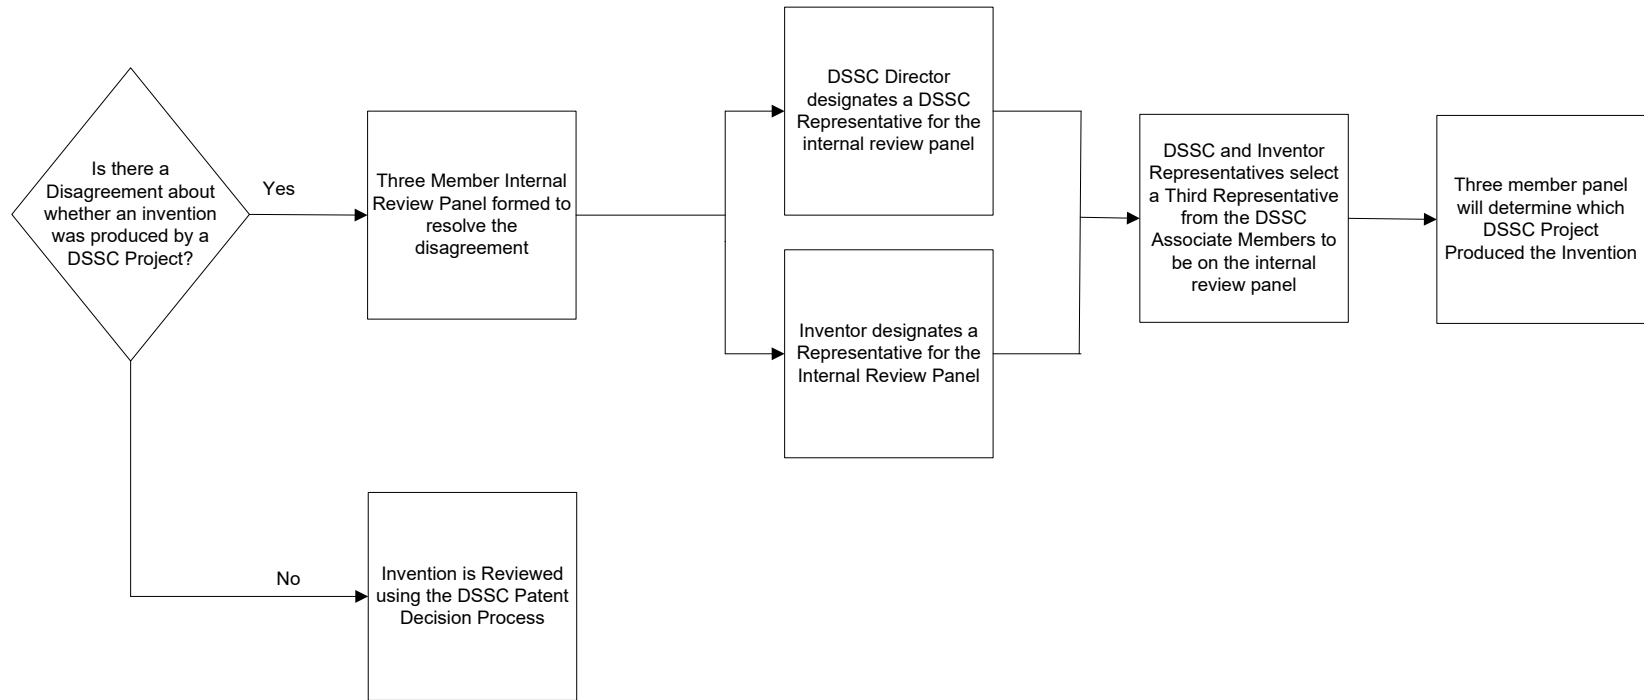 Is there a
Disagreement about
whether an invention
was produced by a
DSSC Project?
Yes
Three Member Internal
Review Panel formed to
resolve the
disagreement
DSSC Director
designates a DSSC
Representative for the
internal review panel
Inventor designates a
Representative for the
Internal Review Panel
DSSC and Inventor
Representatives select
a Third Representative
from the DSSC
Associate Members to
be on the internal
review panel
Three member panel
will determine which
DSSC Project
Produced the Invention
No
Invention is Reviewed
using the DSSC Patent
Decision Process